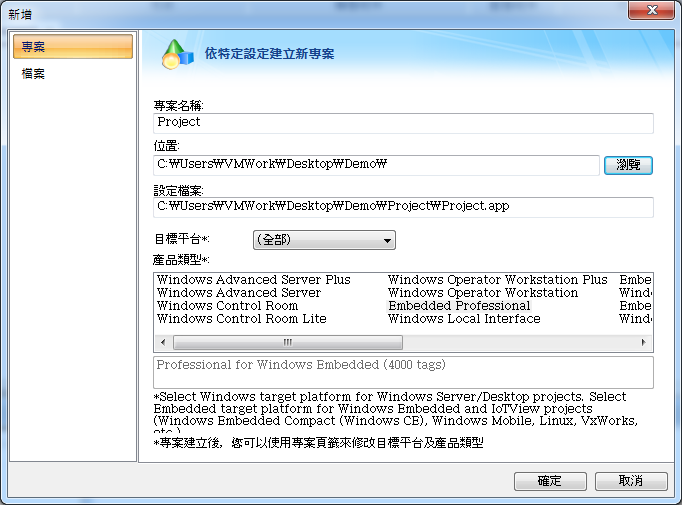 新增
專案
檔案
依特定設定建立新專案
專案名稱:
Project
位置:
C:₩Users₩VMWork₩Desktop₩Demo₩
瀏覽
設定檔案:
C:₩Users₩VMWork₩Desktop₩Demo₩Project₩Project.app
目標平台*:
(全部)
產品類型*:
Windows Advanced Server Plus Windows Operator Workstation Plus Embe
Windows Advanced Server Windows Operator Workstation Wind
Windows Control Room Embedded Professional Embe
Windows Control Room Lite Windows Local Interface Wind
Professional for Windows Embedded (4000 tags)
*Select Windows target platform for Windows Server/Desktop projects. Select
Embedded target platform for Windows Embedded and IoTView projects
(Windows Embedded Compact (Windows CE), Windows Mobile, Linux, VxWorks,
etc.)
*專案建立後，您可以使用專案頁籤來修改目標平台及產品類型
確定
取消